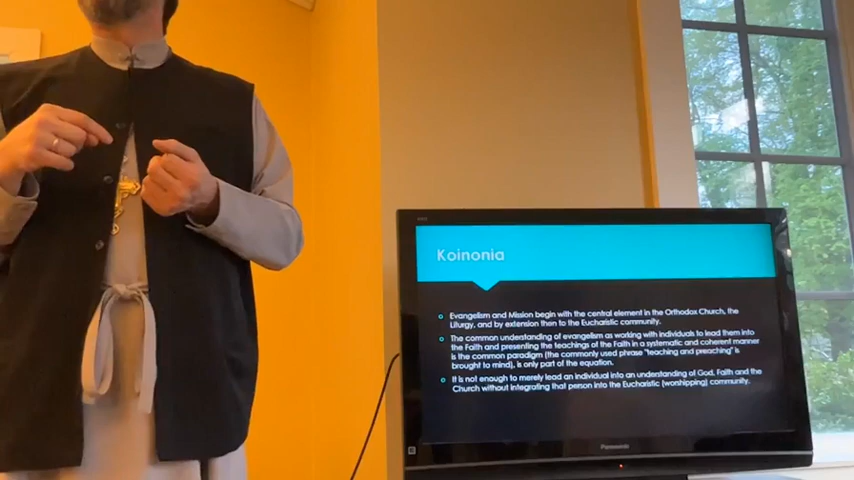 Koinonia
Evangelism and Mission begin with the central element in the Orthodox Church, the
Liturgy, and by extension then to the Eucharistic community.
The common understanding of evangelism as working with individuals to lead them into
the Faith and presenting the teachings of the Faith in a systematic and coherent manner
is the common paradigm (the commonly used phrase "teaching and preaching" is
brought to mind), is only part of the equation.
It is not enough to merely lead an individual into an understanding of God, Faith and the
Church without integrating that person into the Eucharistic (worshipping) community.
Panasonic